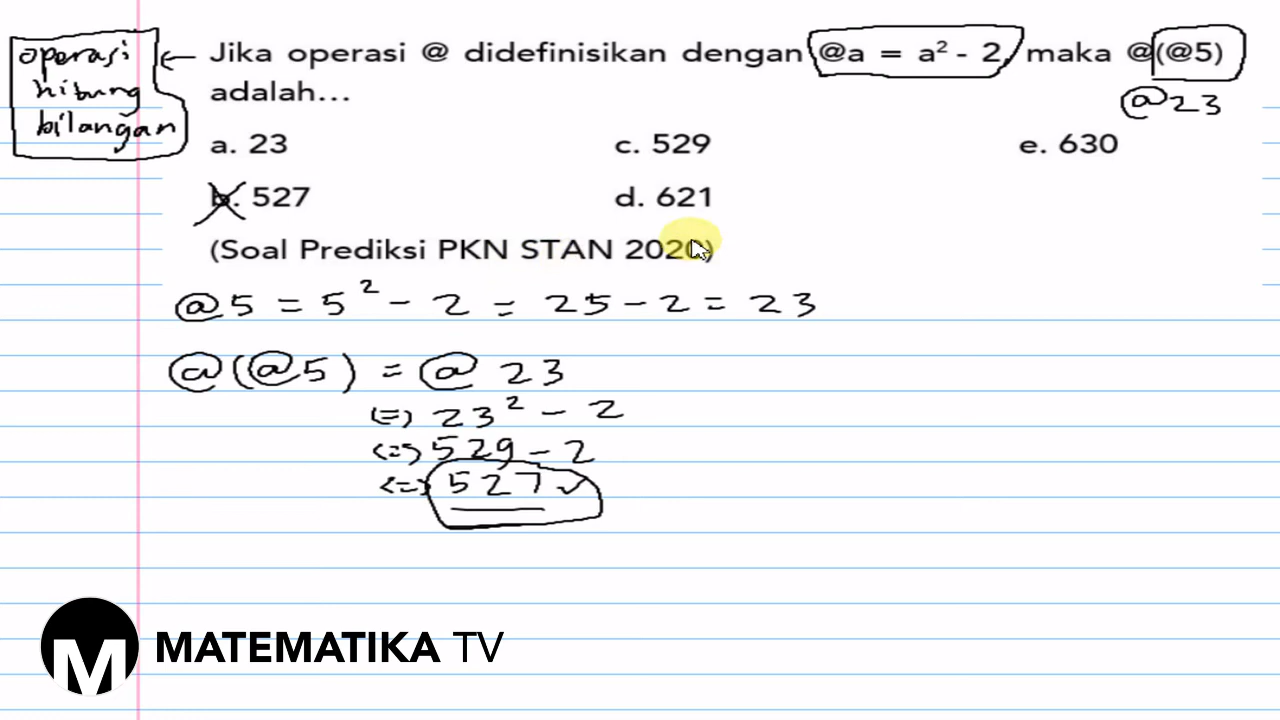 operasi
hitung
bilangan
← Jika operasi @ didefinisikan dengan @a = a² - 2, maka @(@5)
adalah...
@23
a. 23 c. 529 e. 630
b. 527 d. 621
(Soal Prediksi PKN STAN 2020)
@5 = 5² - 2 = 25 - 2 = 23
@(@5) = @ 23
(=) 23² - 2
<=> 529 - 2
<=> 527 ✓
M MATEMATIKA TV